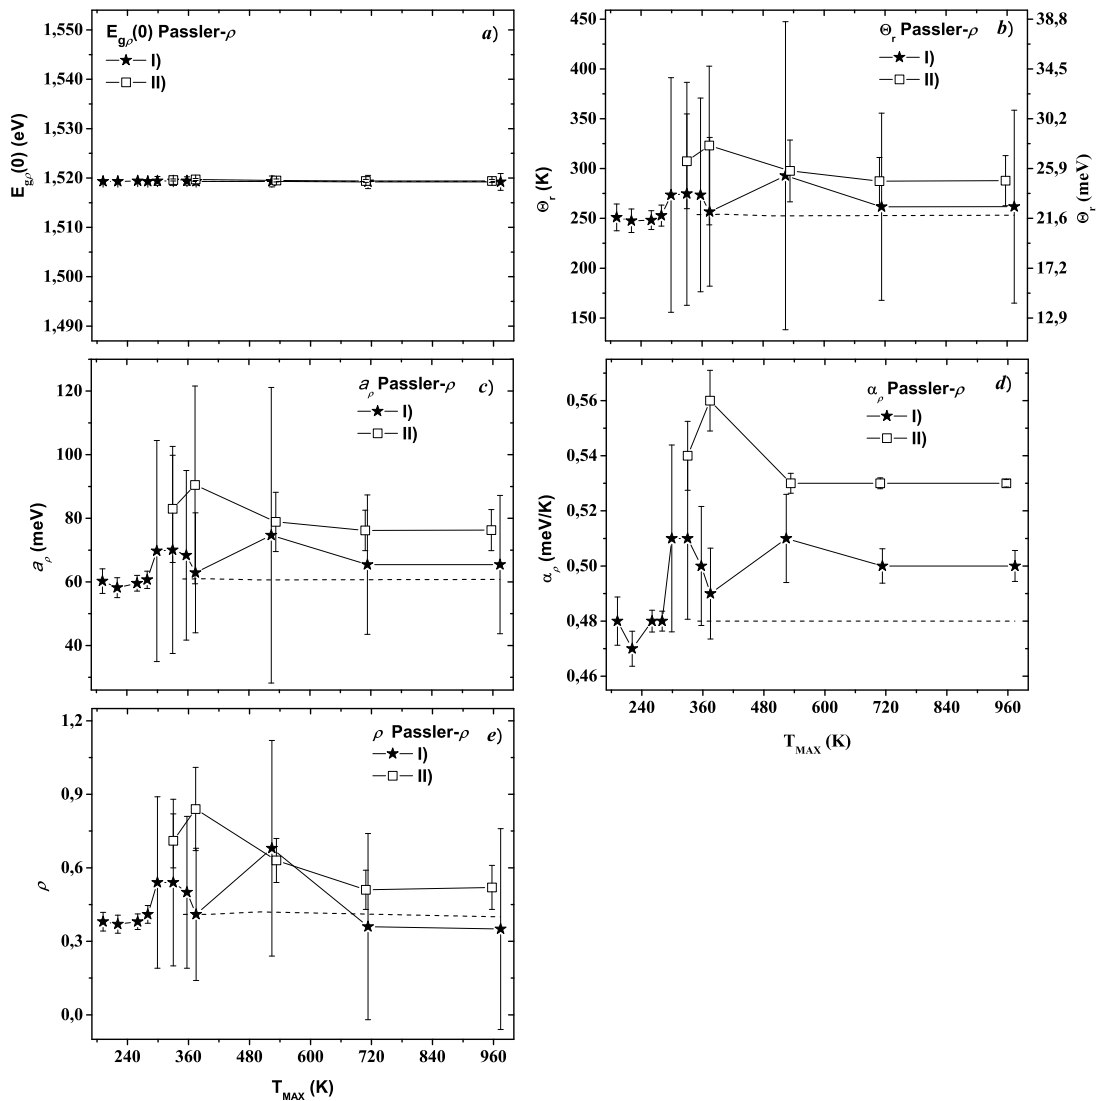 E_gρ(0) Passler-ρ a)
I)
II)
1,550
1,540
1,530
1,520
1,510
1,500
1,490
E_gρ(0) (eV)
Θ_r Passler-ρ b)
I)
II)
450
400
350
300
250
200
150
Θ_r (K)
38,8
34,5
30,2
25,9
21,6
17,2
12,9
Θ_r (meV)
a_ρ Passler-ρ c)
I)
II)
120
100
80
60
40
a_ρ (meV)
α_ρ Passler-ρ d)
I)
II)
0,56
0,54
0,52
0,50
0,48
0,46
α_ρ (meV/K)
240 360 480 600 720 840 960
T_MAX (K)
ρ Passler-ρ e)
I)
II)
1,2
0,9
0,6
0,3
0,0
ρ
240 360 480 600 720 840 960
T_MAX (K)